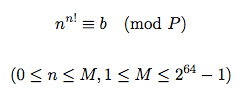 n^{n!} ≡ b (mod P)
(0 ≤ n ≤ M, 1 ≤ M ≤ 2^{64} − 1)